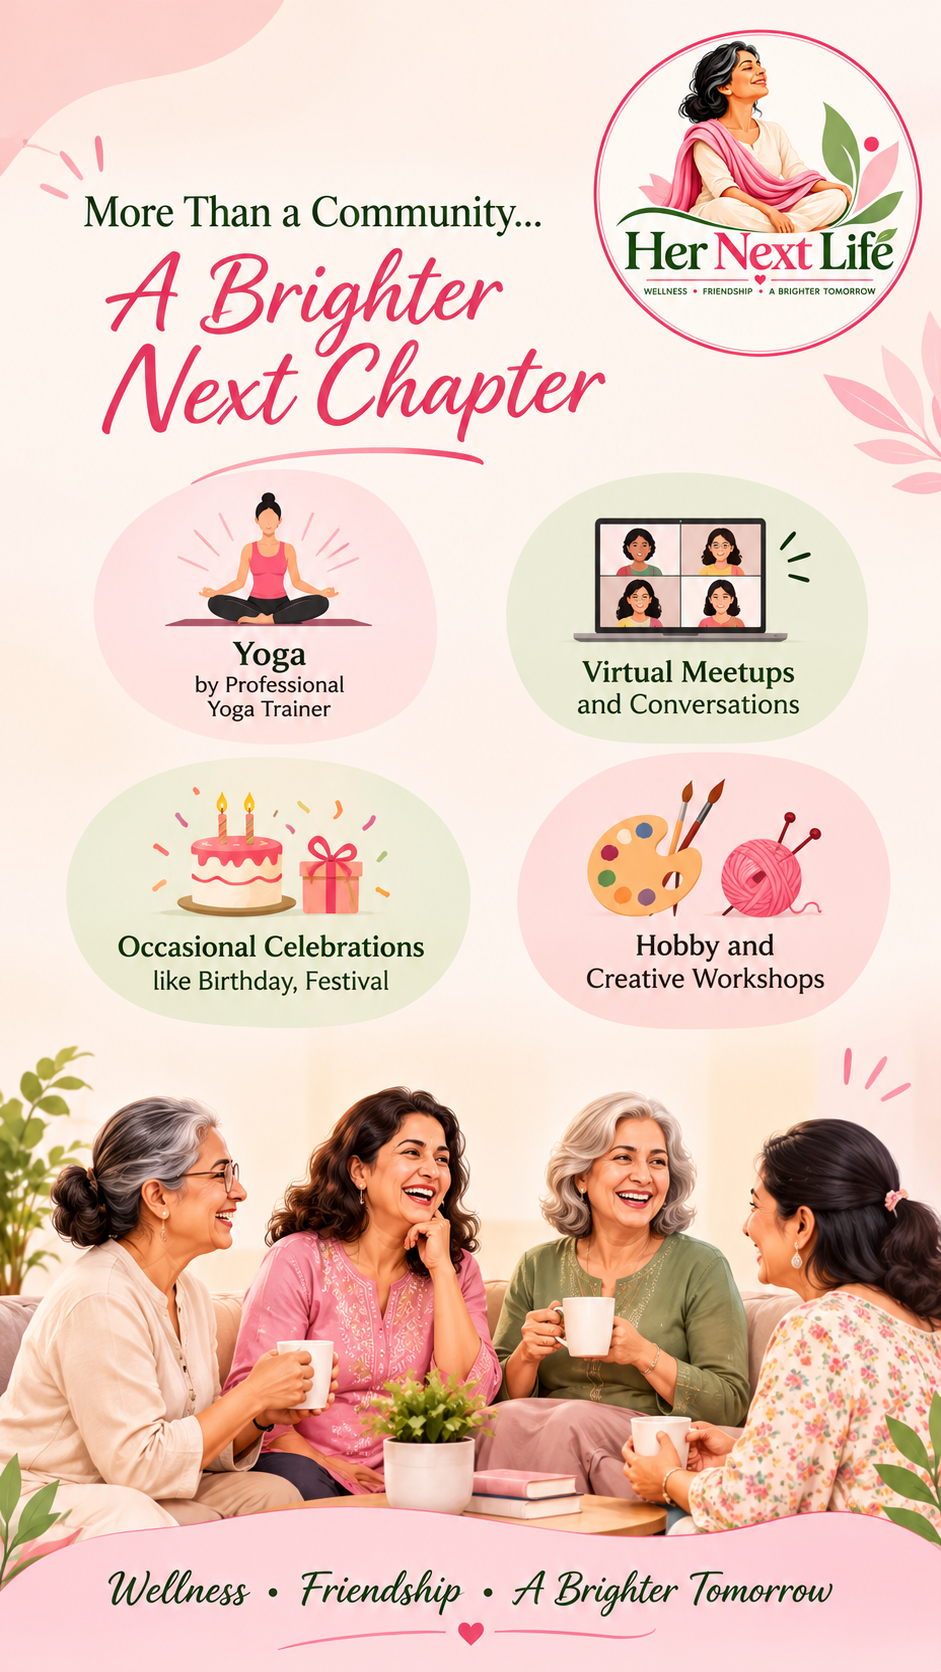 Her Next Life
WELLNESS • FRIENDSHIP • A BRIGHTER TOMORROW
More Than a Community...
A Brighter
Next Chapter
Yoga
by Professional
Yoga Trainer
Virtual Meetups
and Conversations
Occasional Celebrations
like Birthday, Festival
Hobby and
Creative Workshops
Wellness • Friendship • A Brighter Tomorrow